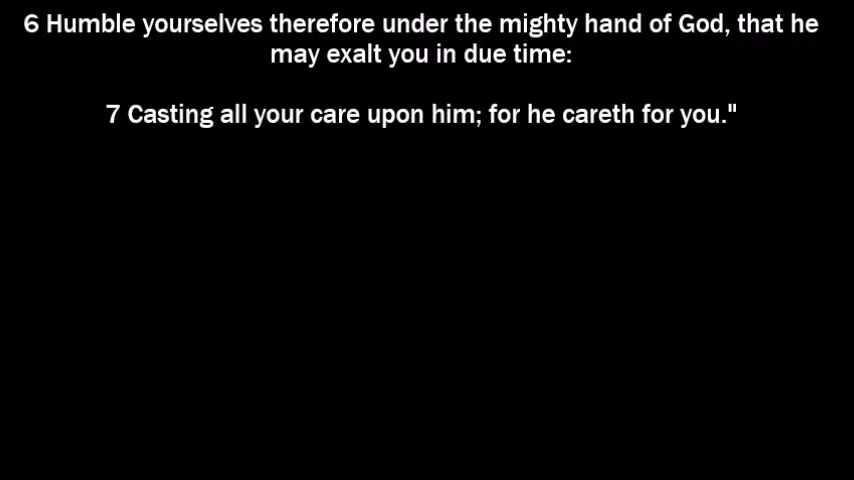 6 Humble yourselves therefore under the mighty hand of God, that he
may exalt you in due time:
7 Casting all your care upon him; for he careth for you."